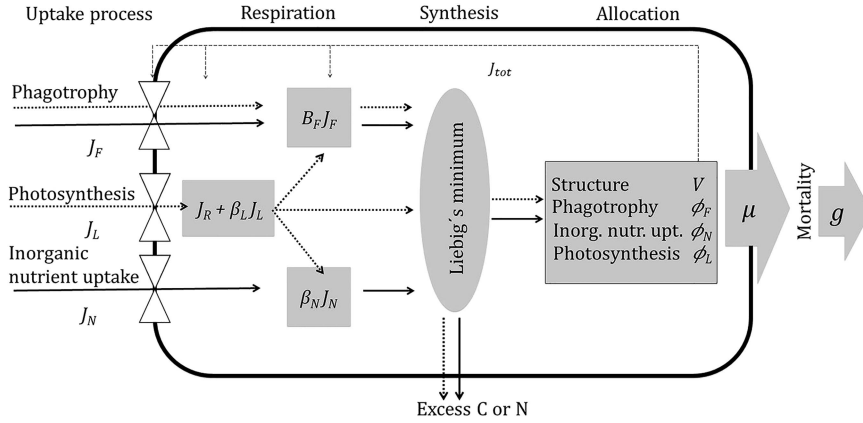 Uptake process Respiration Synthesis Allocation
J_tot
Phagotrophy
J_F
B_F J_F
Photosynthesis
J_L
J_R + β_L J_L
Inorganic
nutrient uptake
J_N
β_N J_N
Liebig´s minimum
Structure V
Phagotrophy ϕ_F
Inorg. nutr. upt. ϕ_N
Photosynthesis ϕ_L
μ
Mortality
g
Excess C or N